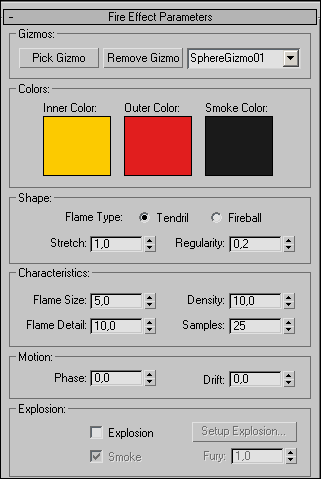 - Fire Effect Parameters
Gizmos:
Pick Gizmo Remove Gizmo SphereGizmo01
Colors:
Inner Color: Outer Color: Smoke Color:
Shape:
Flame Type: Tendril Fireball
Stretch: 1,0 Regularity: 0,2
Characteristics:
Flame Size: 5,0 Density: 10,0
Flame Detail: 10,0 Samples: 25
Motion:
Phase: 0,0 Drift: 0,0
Explosion:
Explosion Setup Explosion...
Smoke Fury: 1,0